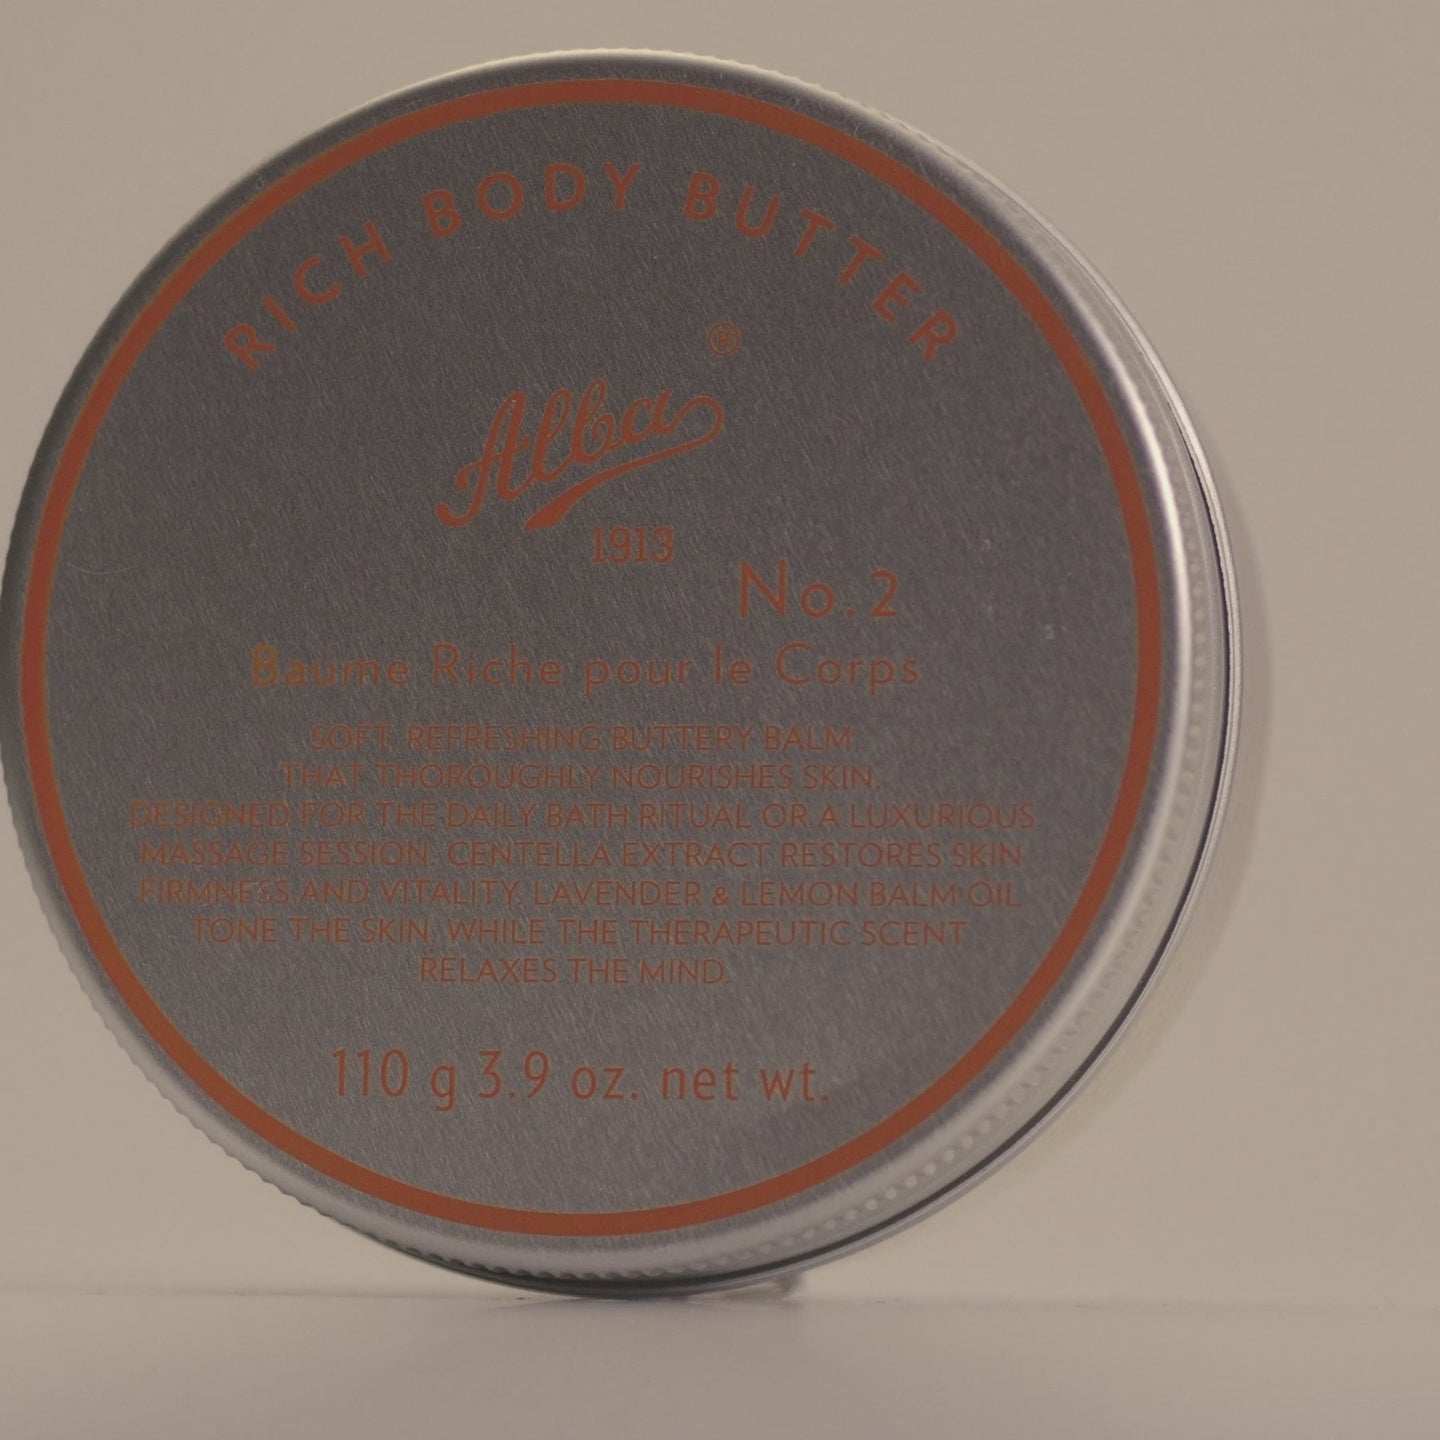 RICH BODY BUTTER
Alba ®
1913
No. 2
Baume Riche pour le Corps
SOFT, REFRESHING BUTTERY BALM
THAT THOROUGHLY NOURISHES SKIN.
DESIGNED FOR THE DAILY BATH RITUAL OR A LUXURIOUS
MASSAGE SESSION. CENTELLA EXTRACT RESTORES SKIN
FIRMNESS AND VITALITY. LAVENDER & LEMON BALM OIL
TONE THE SKIN, WHILE THE THERAPEUTIC SCENT
RELAXES THE MIND.
110 g 3.9 oz. net wt.